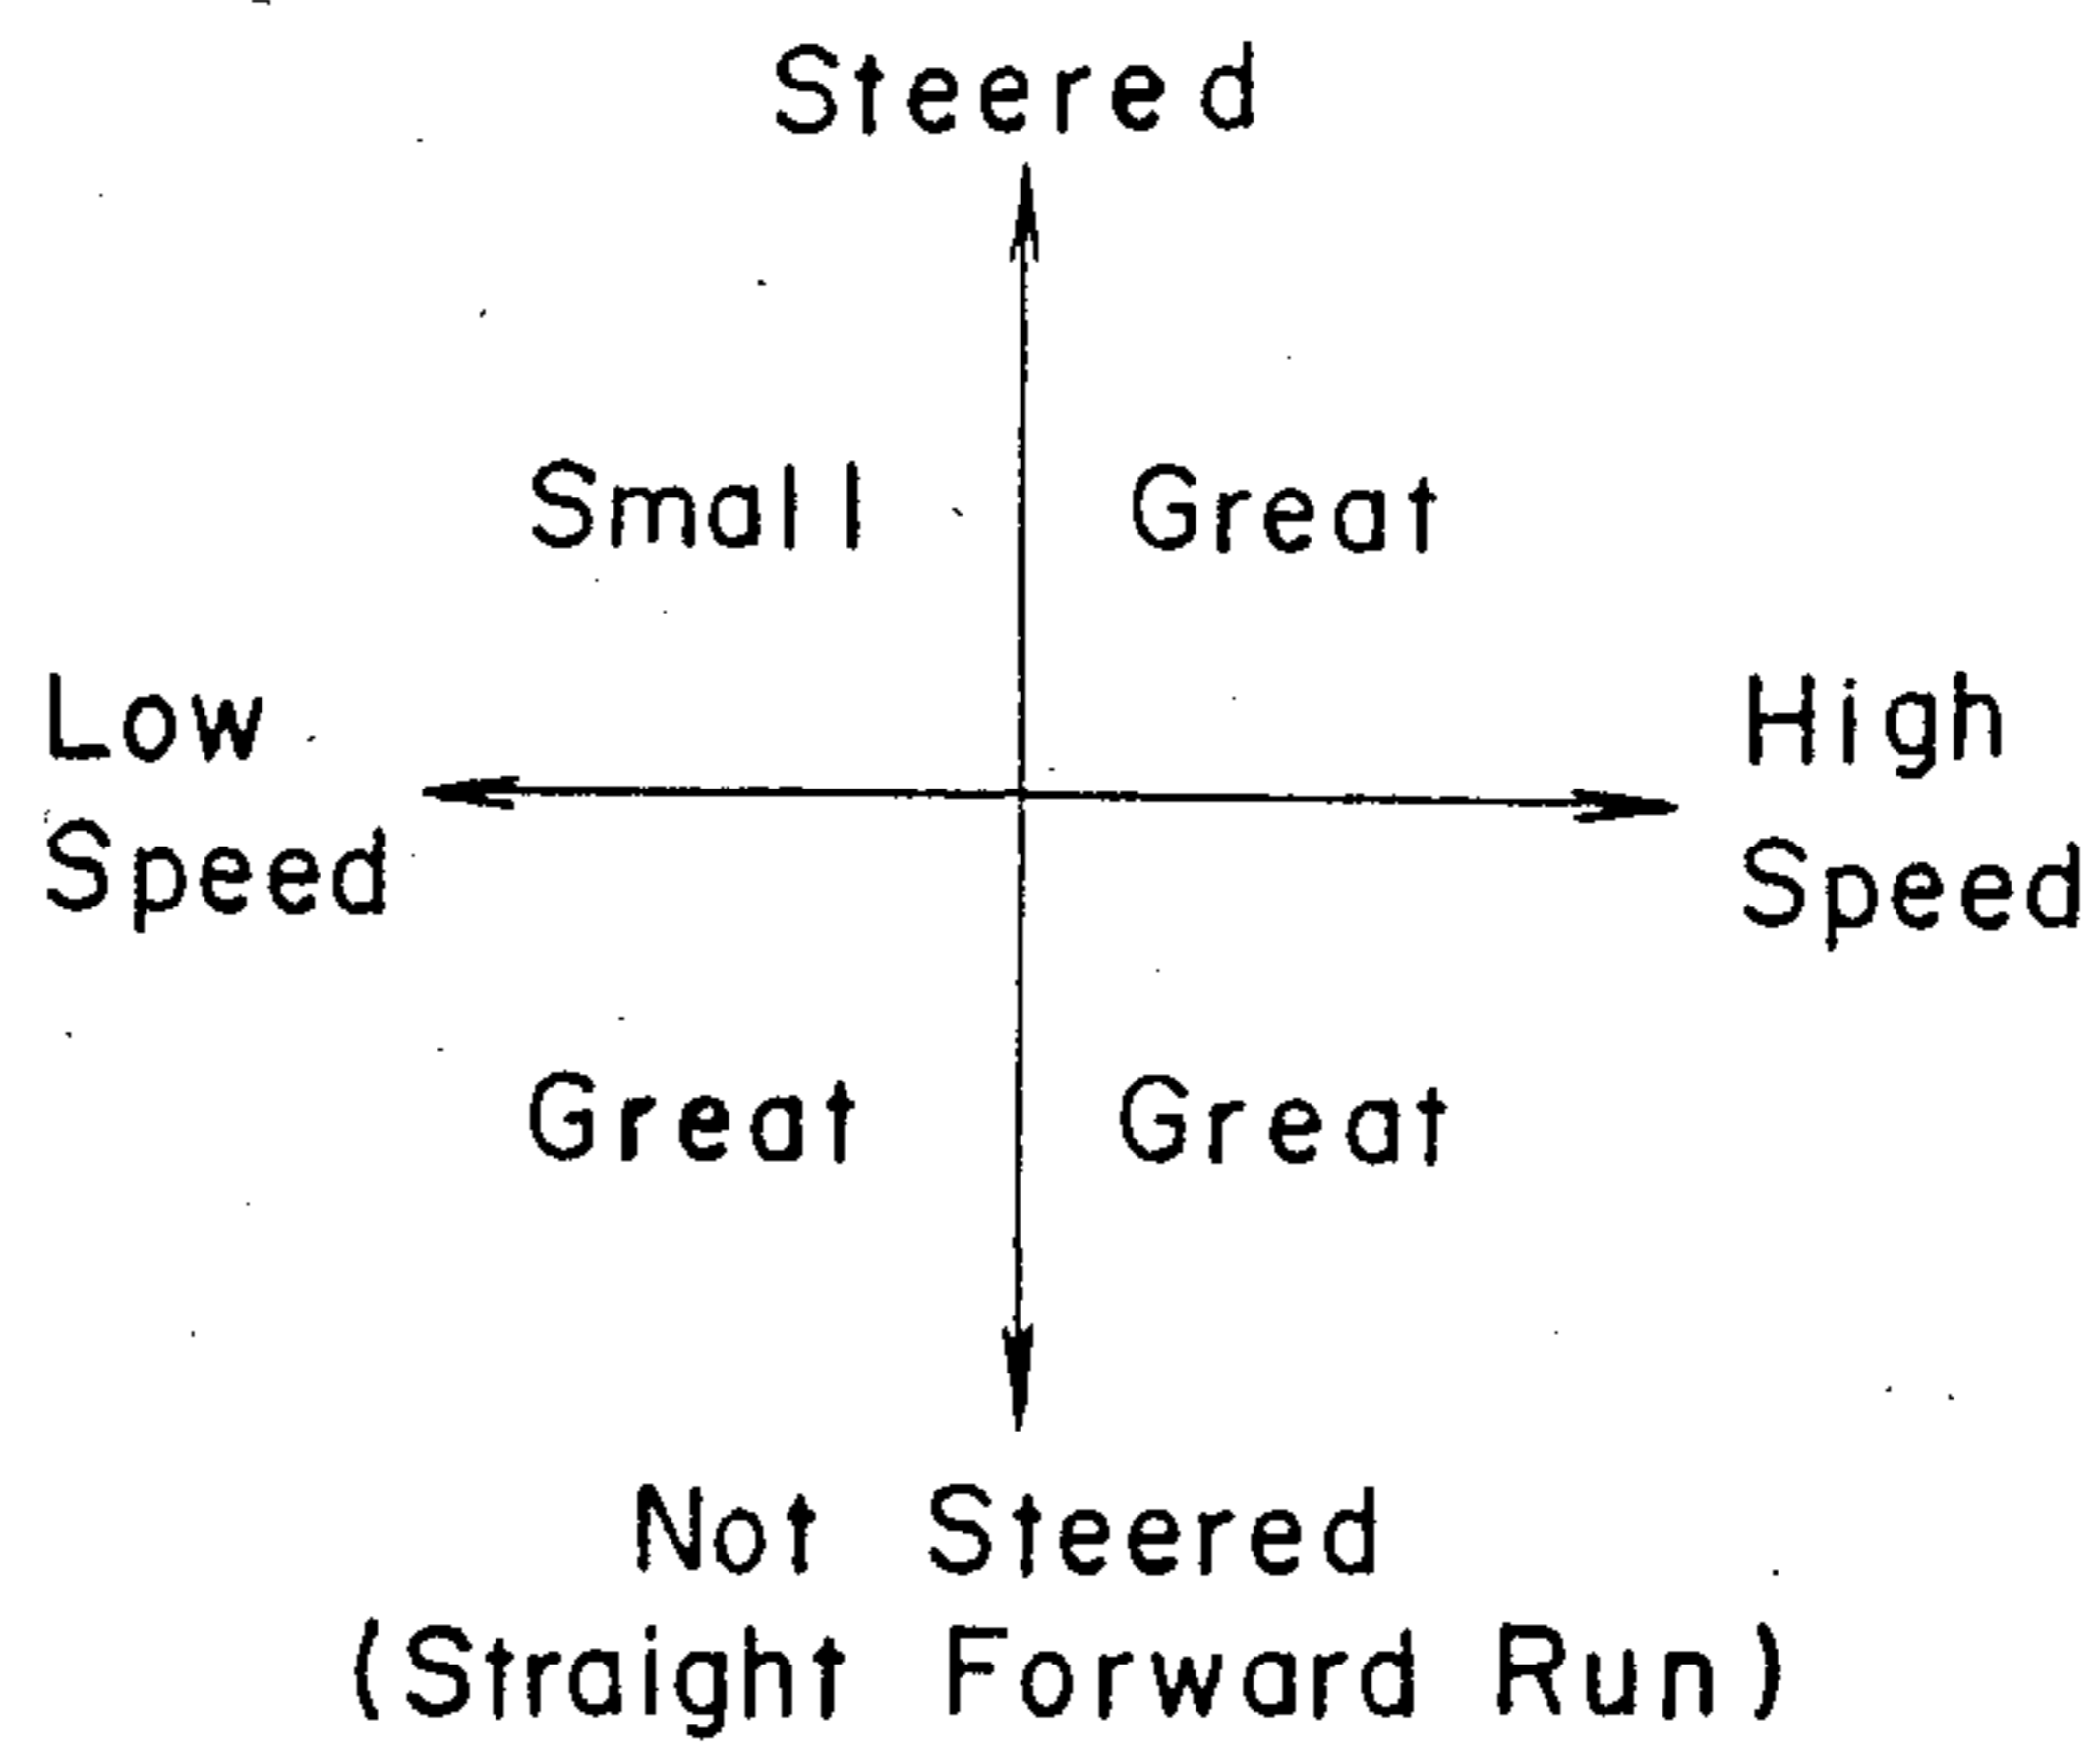 Steered
Small Great
Low High
Speed Speed
Great Great
Not Steered
(Straight Forward Run)